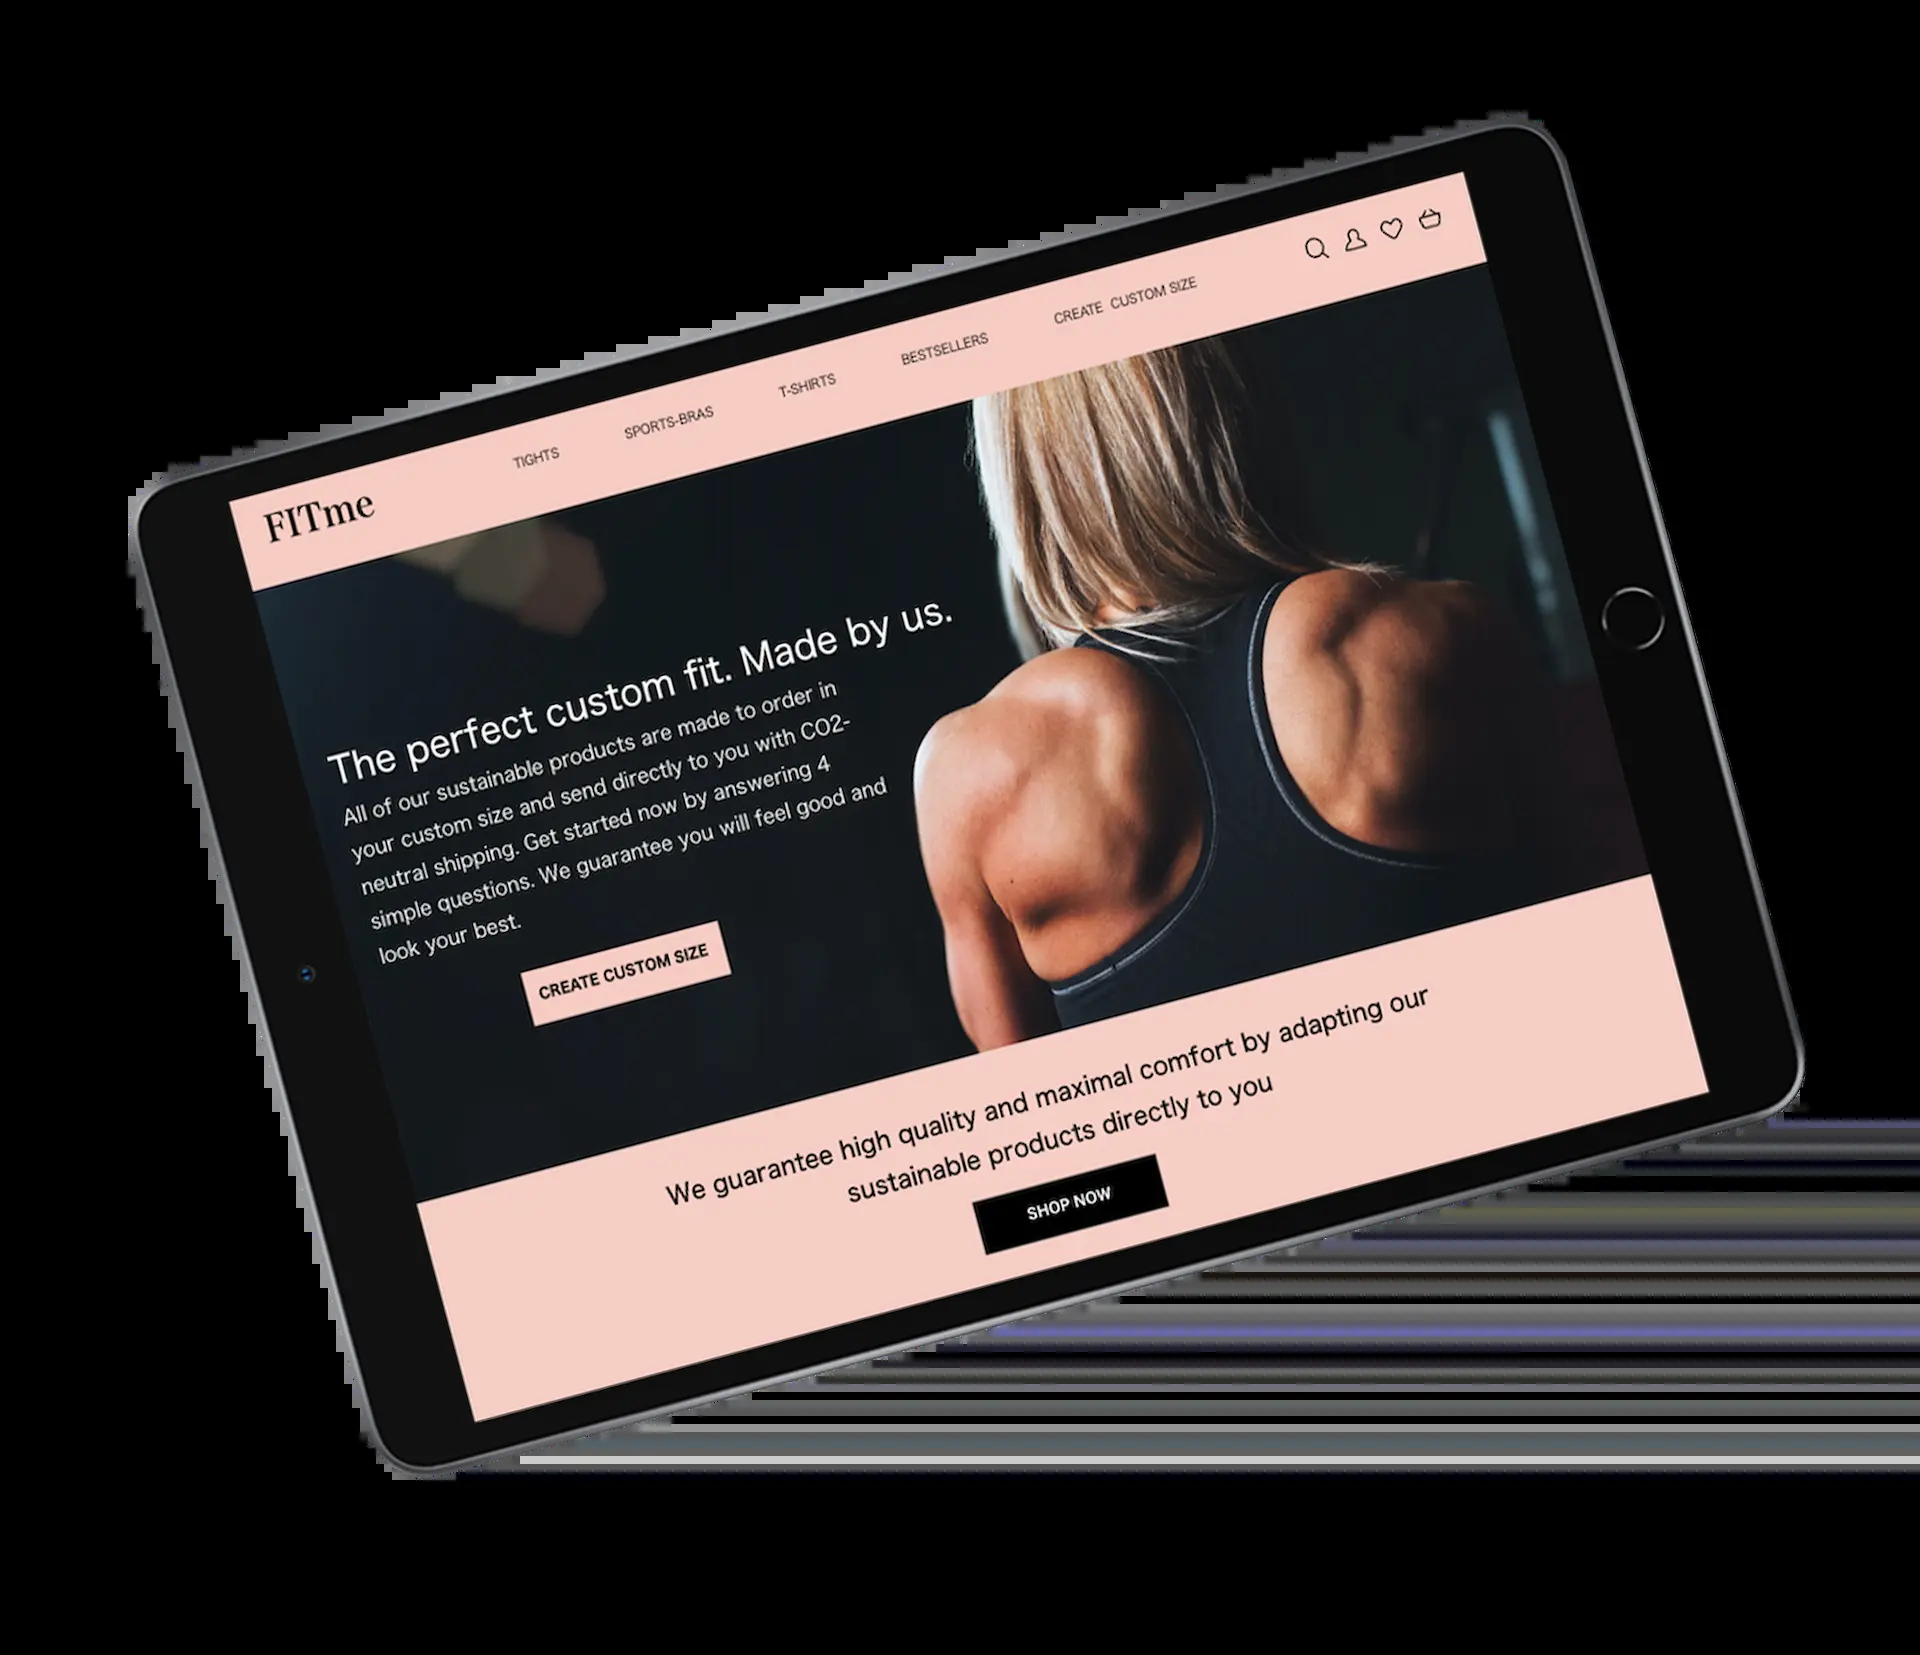 FITme
TIGHTS
SPORTS-BRAS
T-SHIRTS
BESTSELLERS
CREATE CUSTOM SIZE
The perfect custom fit. Made by us.
All of our sustainable products are made to order in
your custom size and send directly to you with CO2-
neutral shipping. Get started now by answering 4
simple questions. We guarantee you will feel good and
look your best.
CREATE CUSTOM SIZE
We guarantee high quality and maximal comfort by adapting our
sustainable products directly to you
SHOP NOW